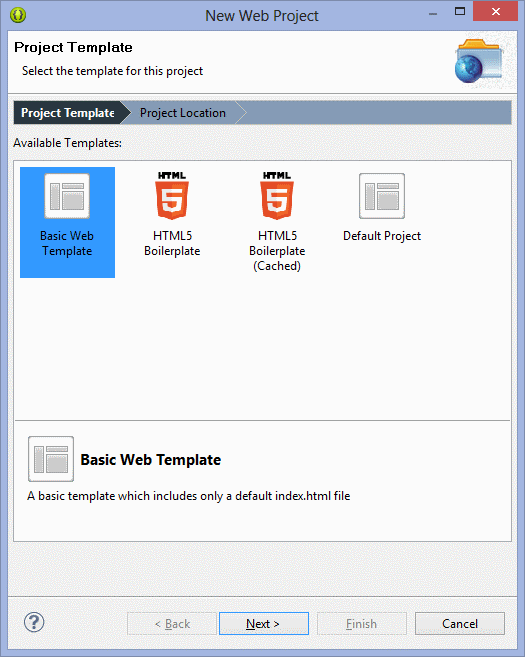 New Web Project
Project Template
Select the template for this project
Project Template Project Location
Available Templates:
HTML
5
HTML
5
Basic Web
Template
HTML5
Boilerplate
HTML5
Boilerplate
(Cached)
Default Project
Basic Web Template
A basic template which includes only a default index.html file
? < Back Next > Finish Cancel